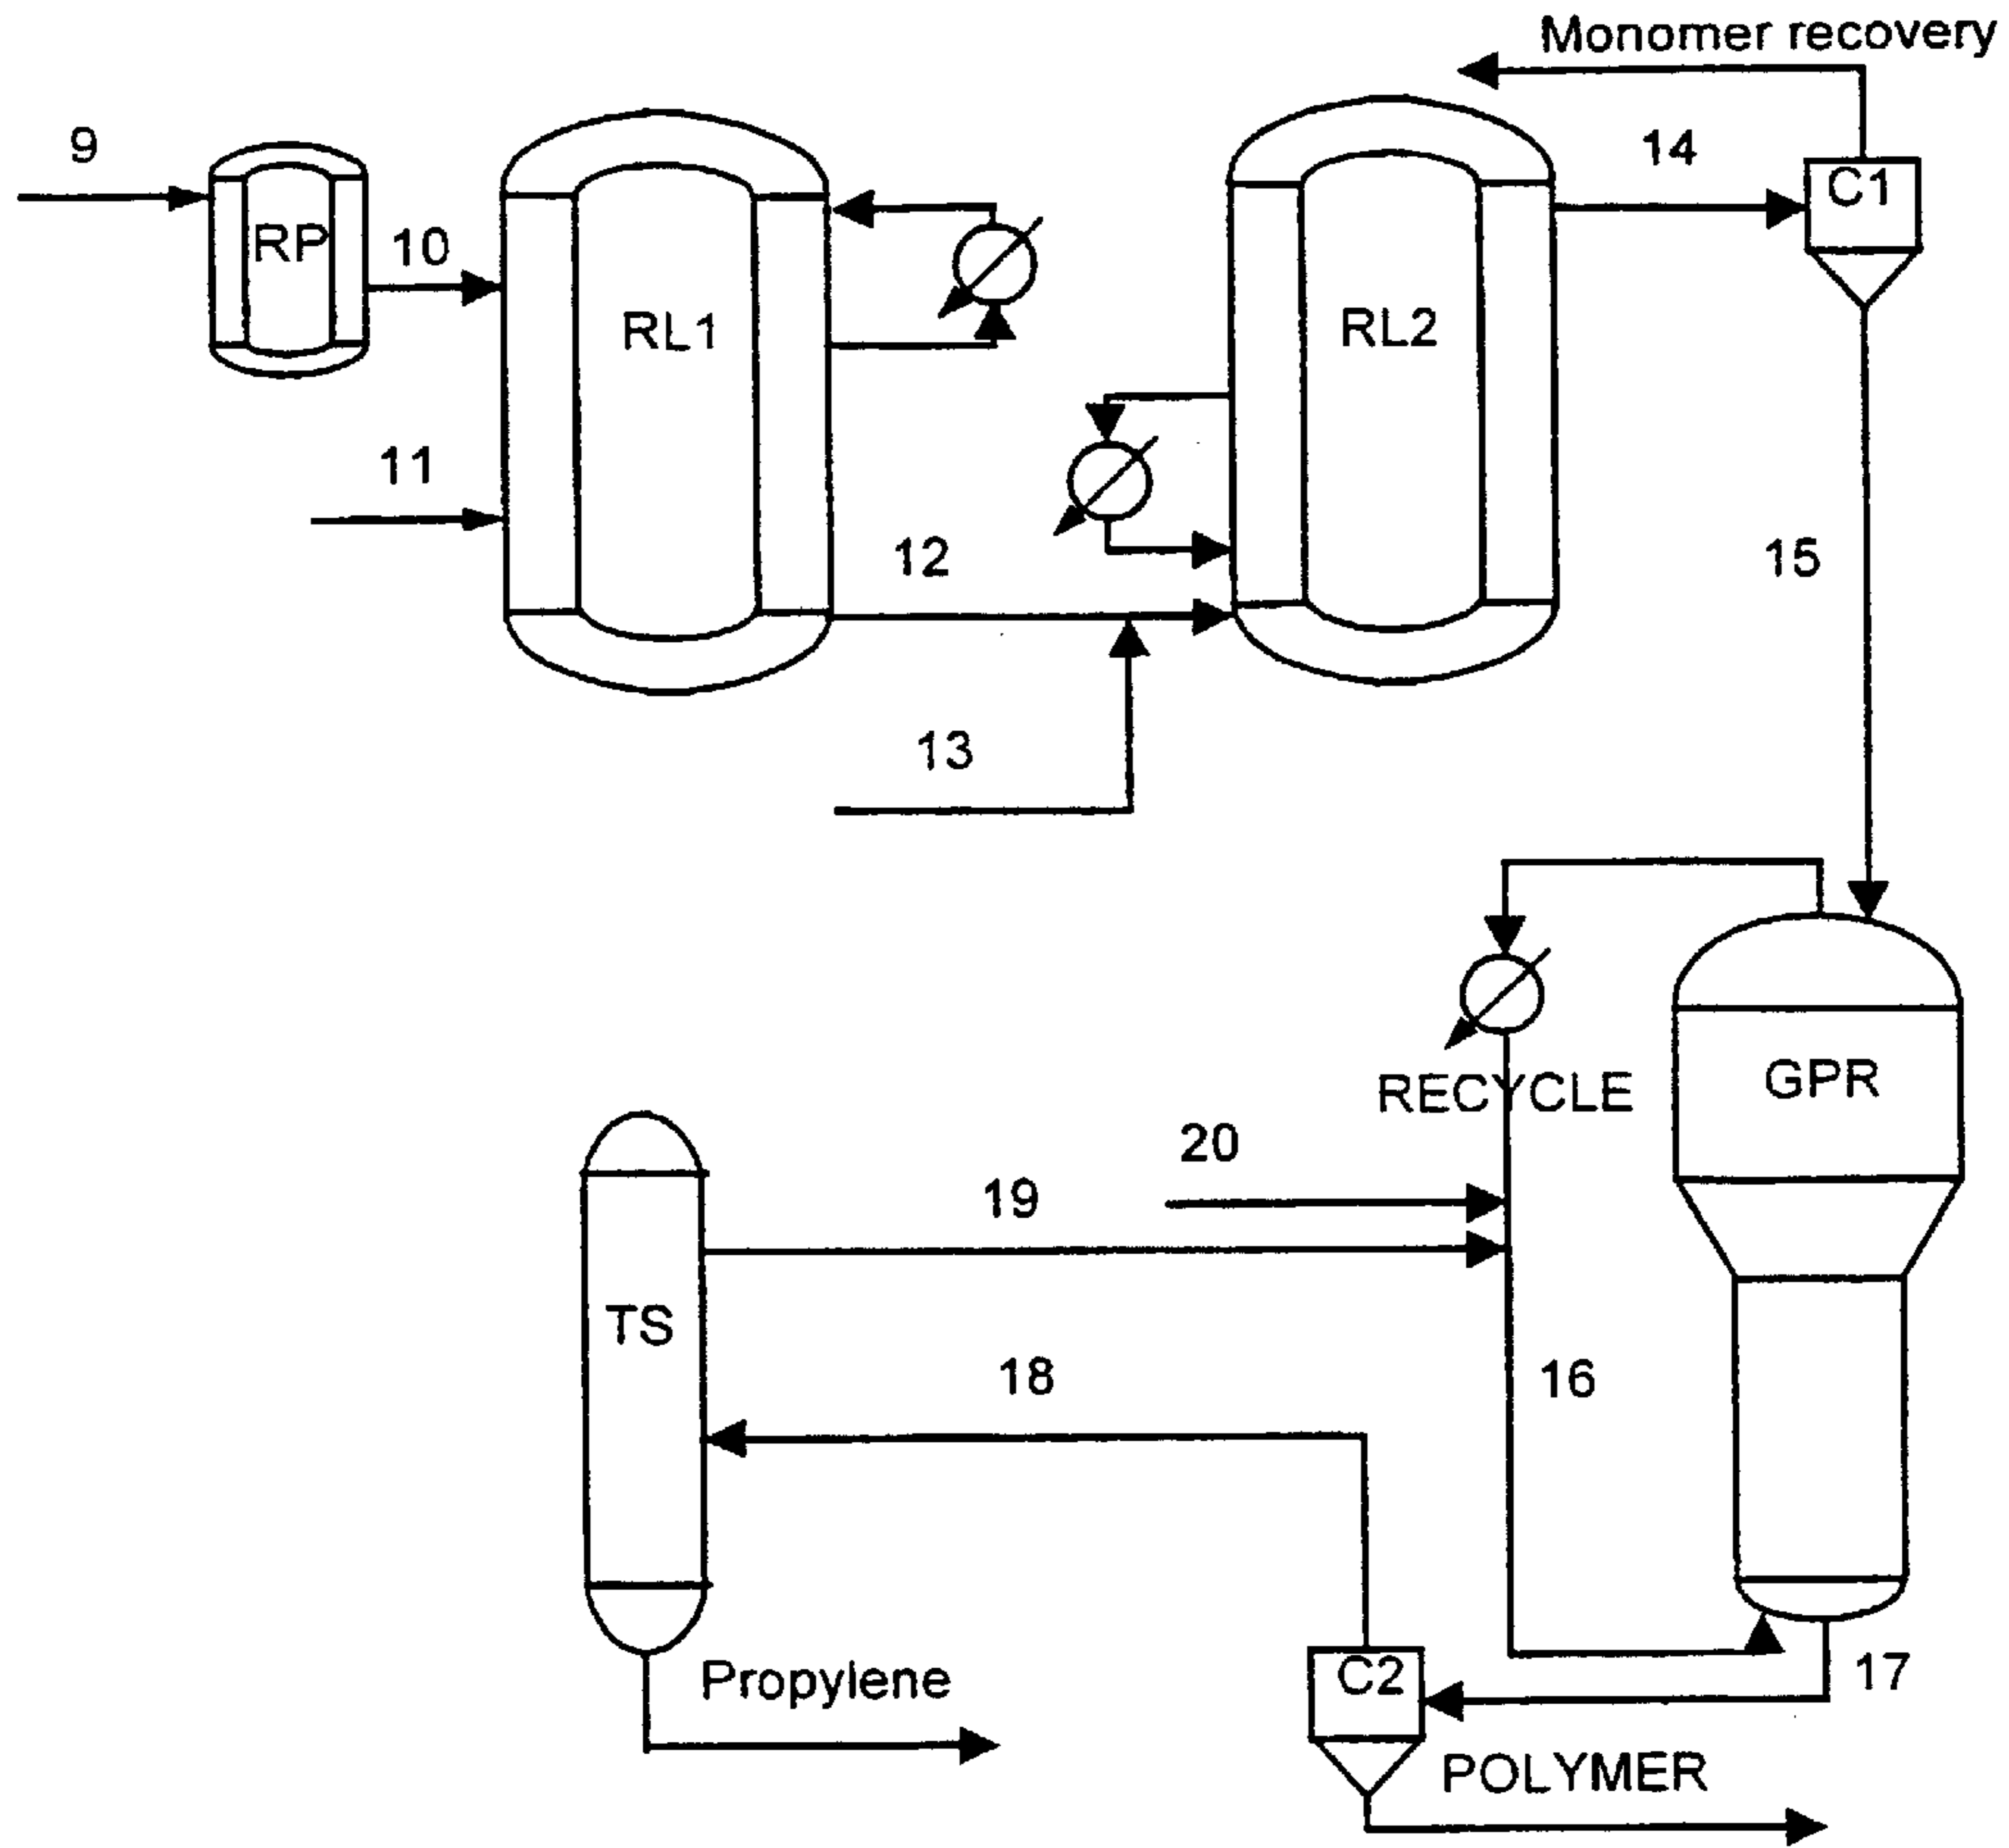 Monomer recovery
9
14
C1
RP
10
RL1
RL2
11
12
15
13
GPR
RECYCLE
20
19
TS
18
16
Propylene
C2
17
POLYMER